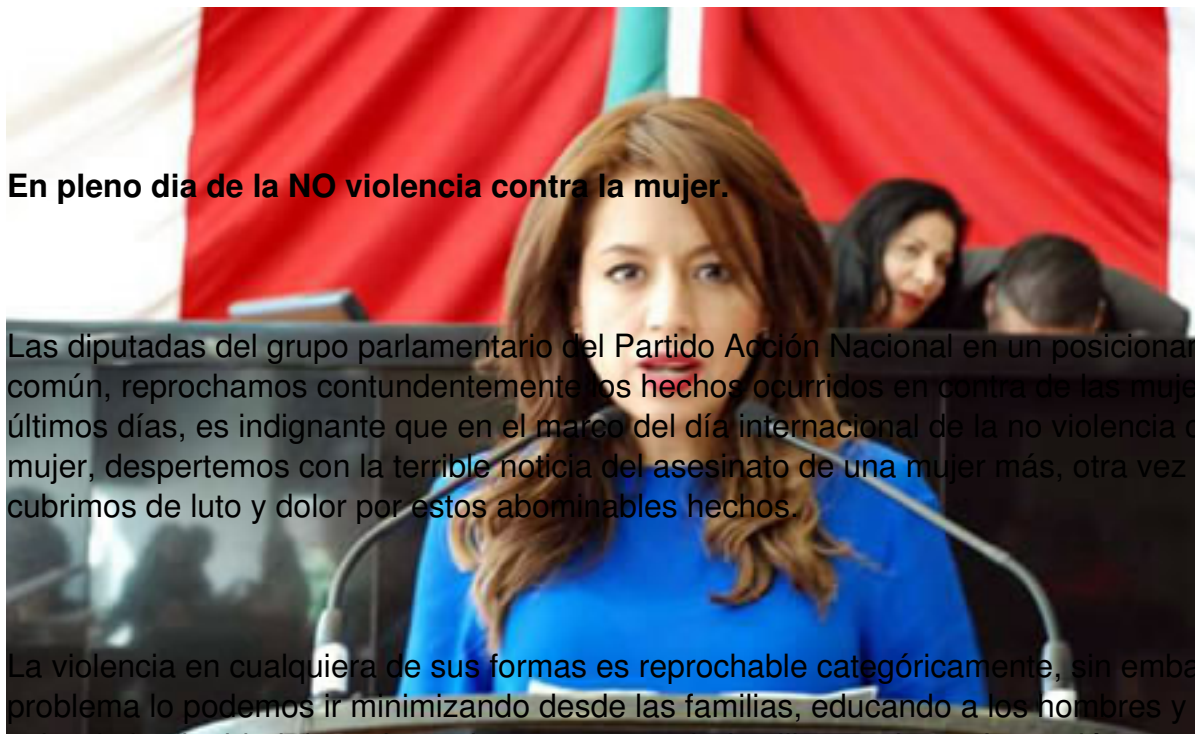 En pleno dia de la NO violencia contra la mujer.
Las diputadas del grupo parlamentario del Partido Acción Nacional en un posicionar
común, reprochamos contundentemente los hechos ocurridos en contra de las muje
últimos días, es indignante que en el marco del día internacional de la no violencia c
mujer, despertemos con la terrible noticia del asesinato de una mujer más, otra vez
cubrimos de luto y dolor por estos abominables hechos.
La violencia en cualquiera de sus formas es reprochable categóricamente, sin emba
problema lo podemos ir minimizando desde las familias, educando a los hombres y